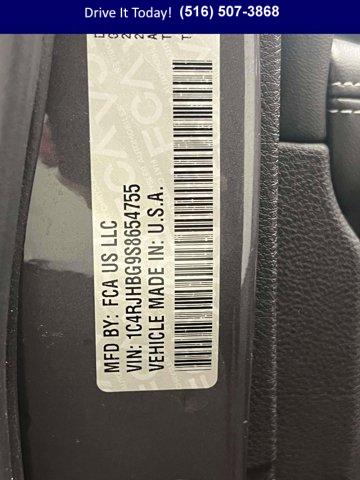 Drive It Today! (516) 507-3868
MFD BY: FCA US LLC
VIN: 1C4RJHBG9S8654755
VEHICLE MADE IN: U.S.A.